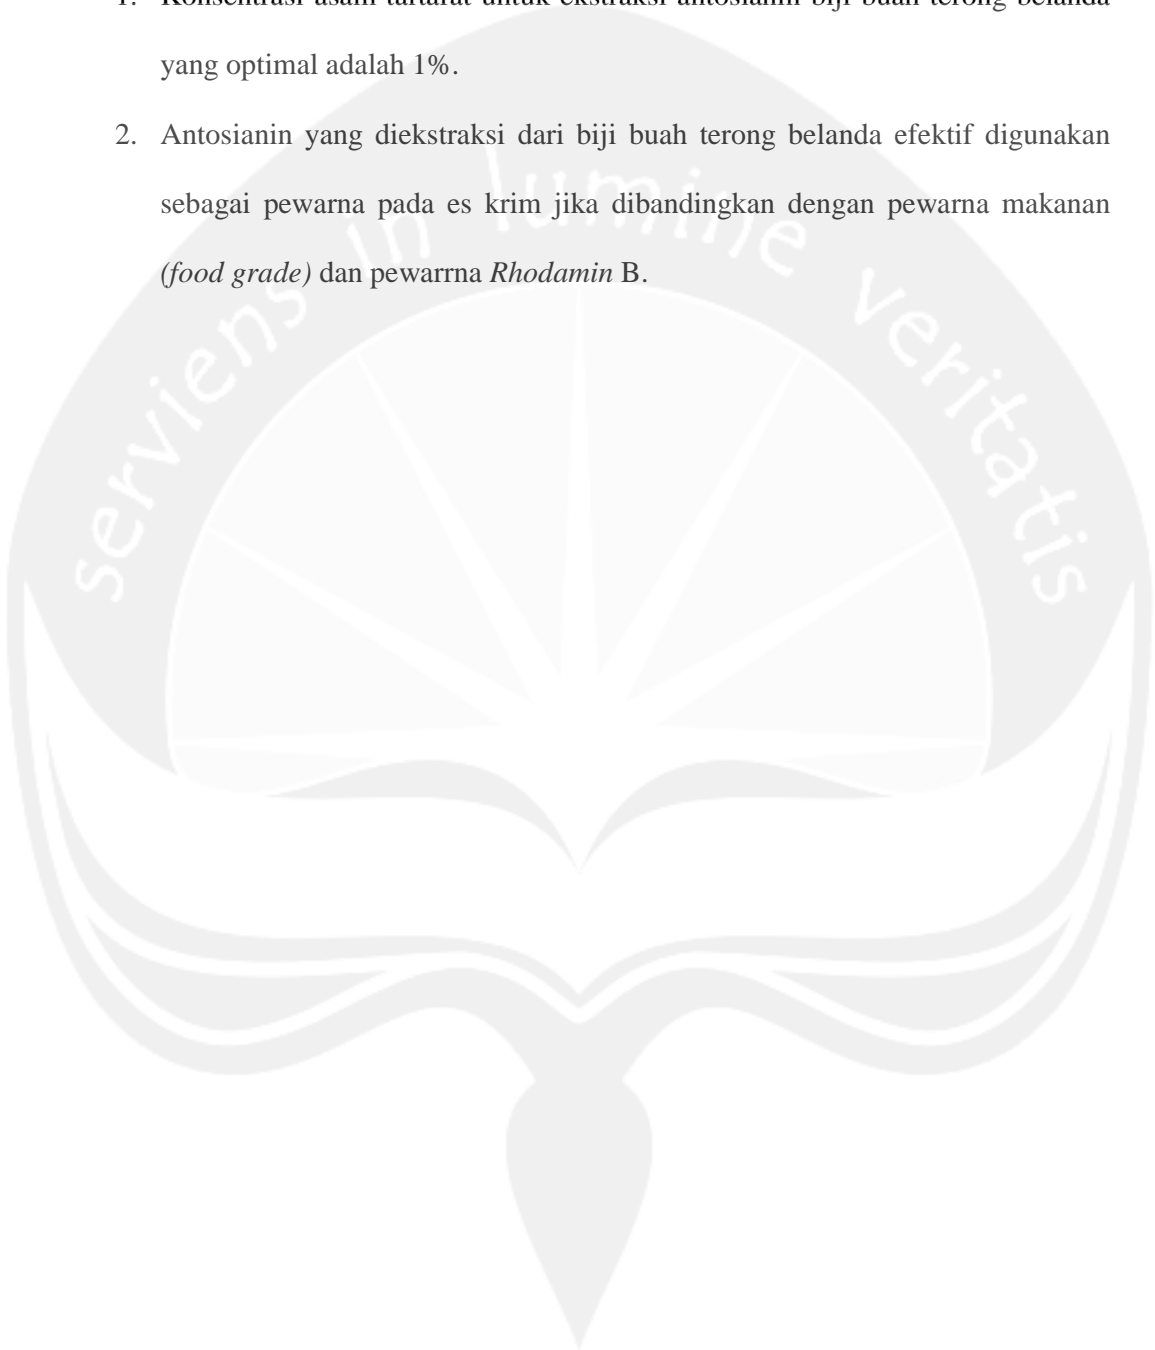 1. Konsentrasi asam tartarat untuk ekstraksi antosianin biji buah terong belanda
yang optimal adalah 1%.
2. Antosianin yang diekstraksi dari biji buah terong belanda efektif digunakan
sebagai pewarna pada es krim jika dibandingkan dengan pewarna makanan
(food grade) dan pewarrna Rhodamin B.
serviens in lumine veritatis